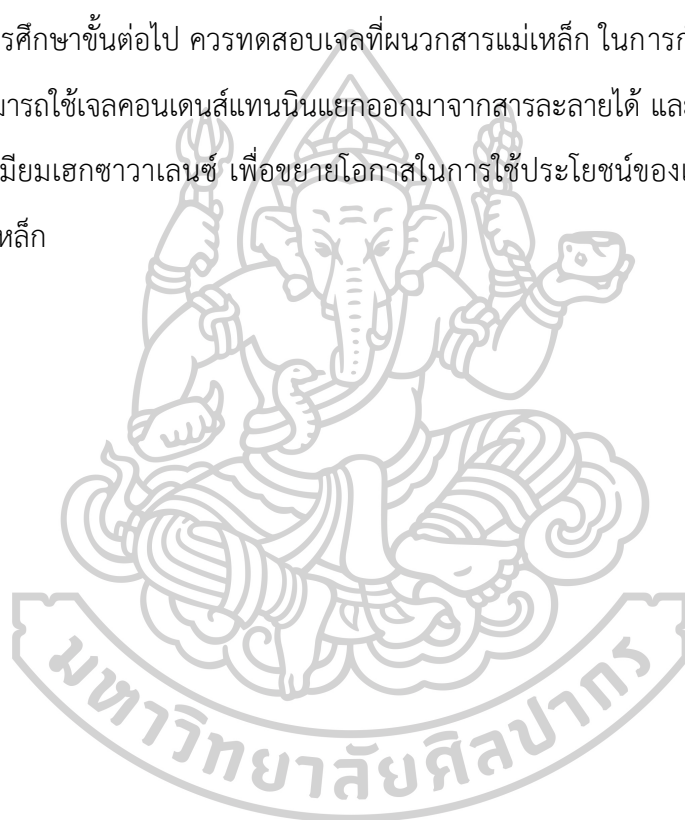 รศึกษาขั้นต่อไป ควรทดสอบเจลที่ผนวกสารแม่เหล็ก ในการก
มารถใช้เจลคอนเดนส์แทนนินแยกออกมาจากสารละลายได้ และ
มียมเฮกซาวาเลนซ์ เพื่อขยายโอกาสในการใช้ประโยชน์ของเ
หล็ก
มหาวิทยาลัยศิลปากร